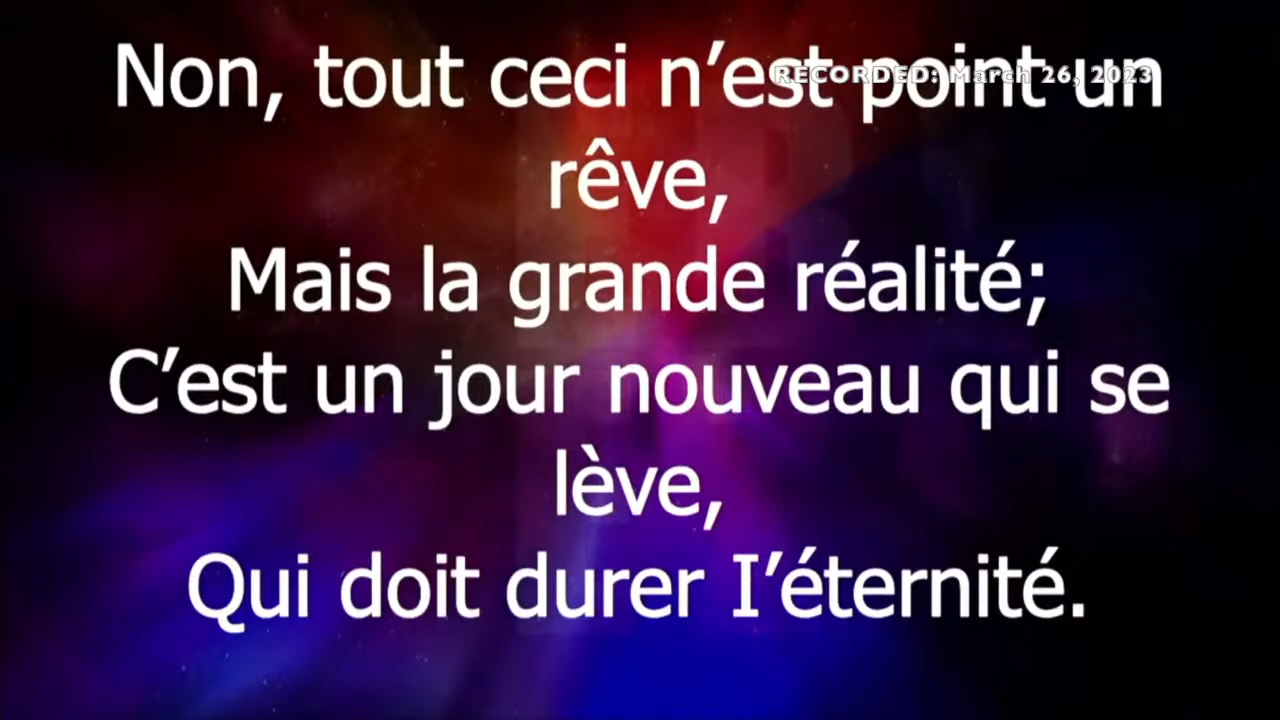 Non, tout ceci n’est point un
RECORDED: March 26, 2023
rêve,
Mais la grande réalité;
C’est un jour nouveau qui se
lève,
Qui doit durer I’éternité.